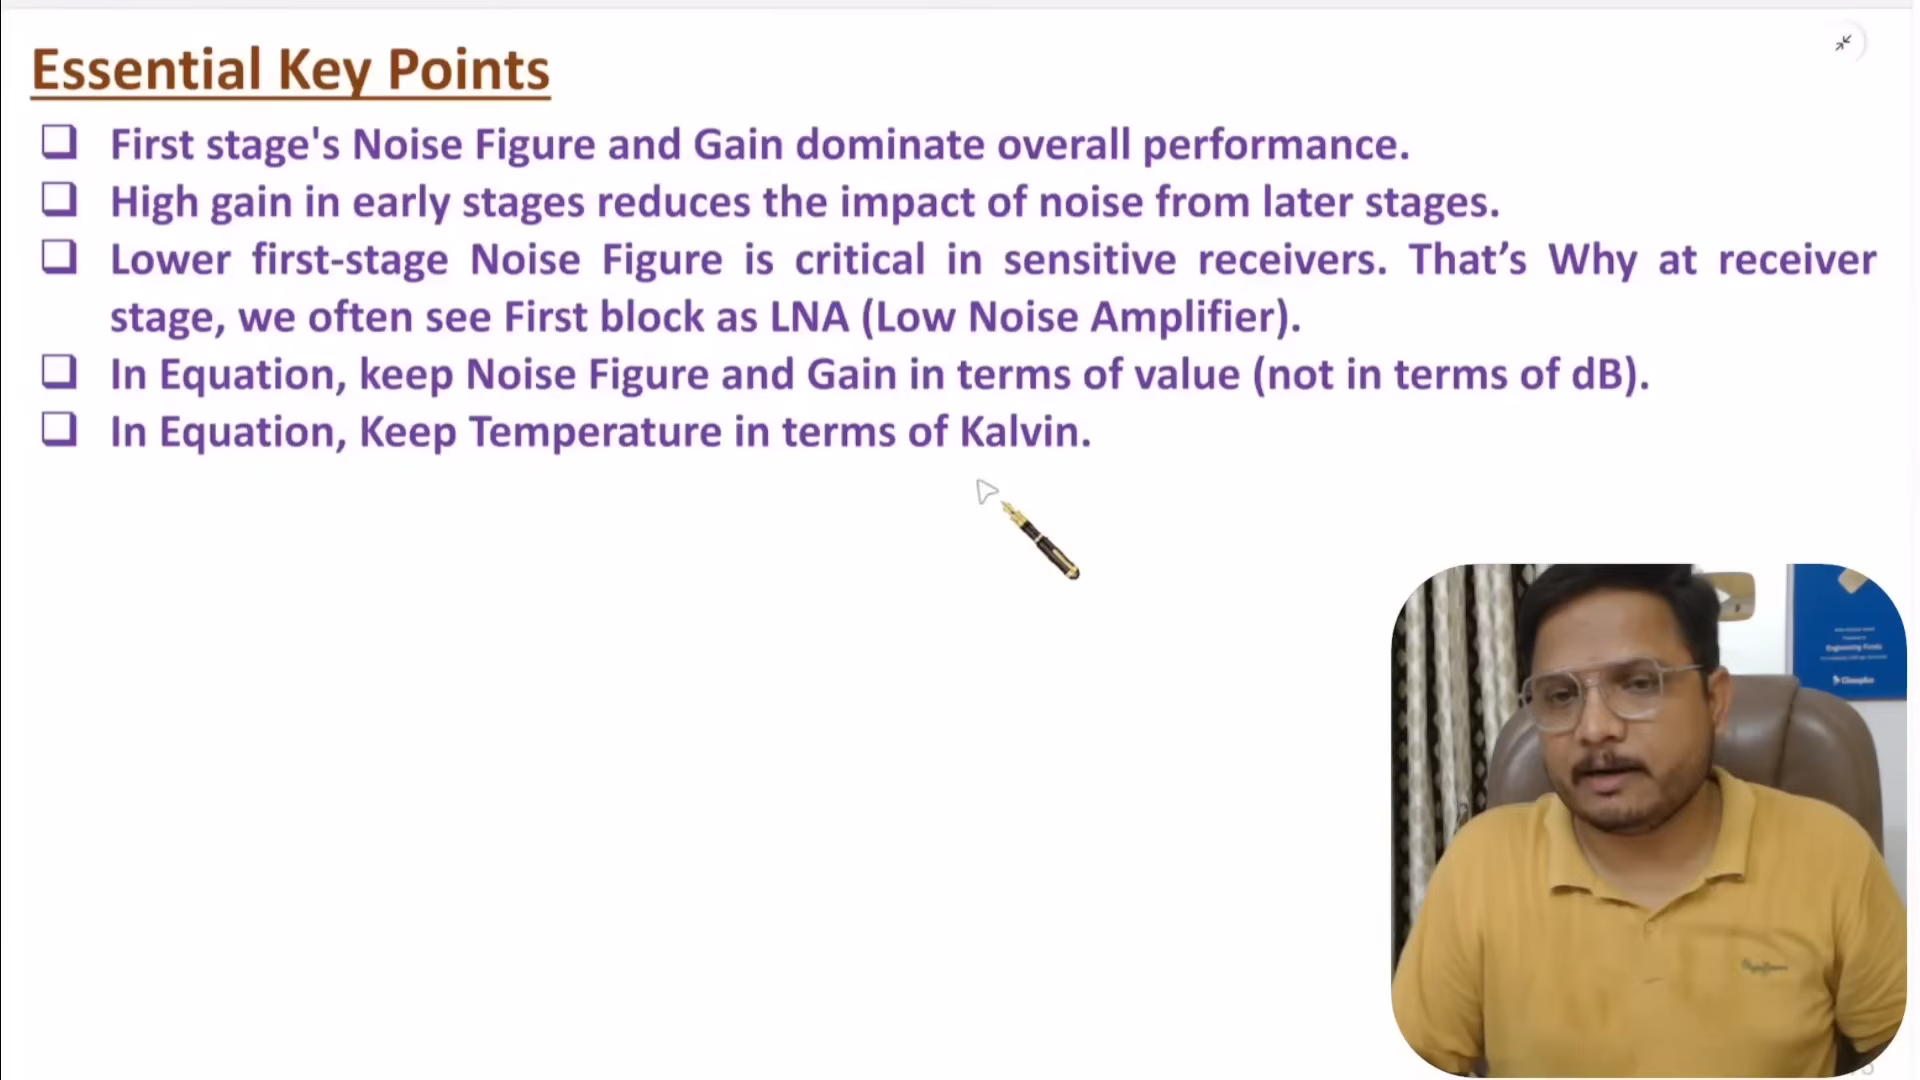 Essential Key Points
❑ First stage's Noise Figure and Gain dominate overall performance.
❑ High gain in early stages reduces the impact of noise from later stages.
❑ Lower first-stage Noise Figure is critical in sensitive receivers. That’s Why at receiver
stage, we often see First block as LNA (Low Noise Amplifier).
❑ In Equation, keep Noise Figure and Gain in terms of value (not in terms of dB).
❑ In Equation, Keep Temperature in terms of Kalvin.
Engineering Funda